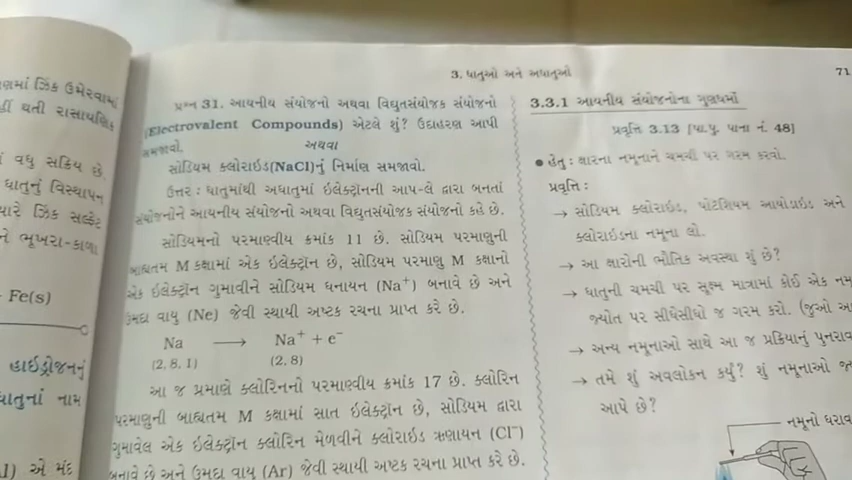 ણમાં ઝિંક ઉમેરવામાં
થતી રાસાયણિક
વધુ સક્રિય છે.
ધાતુનું વિસ્થાપન
ઝિંક સલ્ફેટ
ભૂખરા-કાળા
Fe(s)
હાઇડ્રોજનનું
ધાતુનાં નામ
એ મંદ
3. ધાતુઓ અને અધાતુઓ
71
પ્રશ્ન 31. આયનીય સંયોજનો અથવા વિદ્યુતસંયોજક સંયોજનો
(Electrovalent Compounds) એટલે શું? ઉદાહરણ આપી
સમજાવો.
અથવા
સોડિયમ ક્લોરાઇડ(NaCl)નું નિર્માણ સમજાવો.
ઉત્તર : ધાતુમાંથી અધાતુમાં ઇલેક્ટ્રૉનની આપ-લે દ્વારા બનતાં
સંયોજનોને આયનીય સંયોજનો અથવા વિદ્યુતસંયોજક સંયોજનો કહે છે.
સોડિયમનો પરમાણ્વીય ક્રમાંક 11 છે. સોડિયમ પરમાણુની
બાહ્યતમ M કક્ષામાં એક ઇલેક્ટ્રૉન છે, સોડિયમ પરમાણુ M કક્ષાનો
એક ઇલેક્ટ્રૉન ગુમાવીને સોડિયમ ધનાયન (Na⁺) બનાવે છે અને
ઉમદા વાયુ (Ne) જેવી સ્થાયી અષ્ટક રચના પ્રાપ્ત કરે છે.
Na ⟶ Na⁺ + e⁻
(2, 8, 1) (2, 8)
આ જ પ્રમાણે ક્લોરિનનો પરમાણ્વીય ક્રમાંક 17 છે. ક્લોરિન
પરમાણુની બાહ્યતમ M કક્ષામાં સાત ઇલેક્ટ્રૉન છે, સોડિયમ દ્વારા
ગુમાવેલ એક ઇલેક્ટ્રૉન ક્લોરિન મેળવીને ક્લોરાઇડ ઋણાયન (Cl⁻)
બનાવે છે અને ઉમદા વાયુ (Ar) જેવી સ્થાયી અષ્ટક રચના પ્રાપ્ત કરે છે.
3.3.1 આયનીય સંયોજનોના ગુણધર્મો
પ્રવૃત્તિ 3.13 [પા.પુ. પાના નં. 48]
● હેતુ : ક્ષારના નમૂનાને ચમચી પર ગરમ કરવો.
પ્રવૃત્તિ :
→ સોડિયમ ક્લોરાઇડ, પોટૅશિયમ આયોડાઇડ અને
ક્લોરાઇડના નમૂના લો.
→ આ ક્ષારોની ભૌતિક અવસ્થા શું છે?
→ ધાતુની ચમચી પર સૂક્ષ્મ માત્રામાં કોઈ એક
જ્યોત પર સીધેસીધો જ ગરમ કરો. (જુઓ
→ અન્ય નમૂનાઓ સાથે આ જ પ્રક્રિયાનું
→ તમે શું અવલોકન કર્યું? શું નમૂનાઓ
આપે છે?
નમૂનો